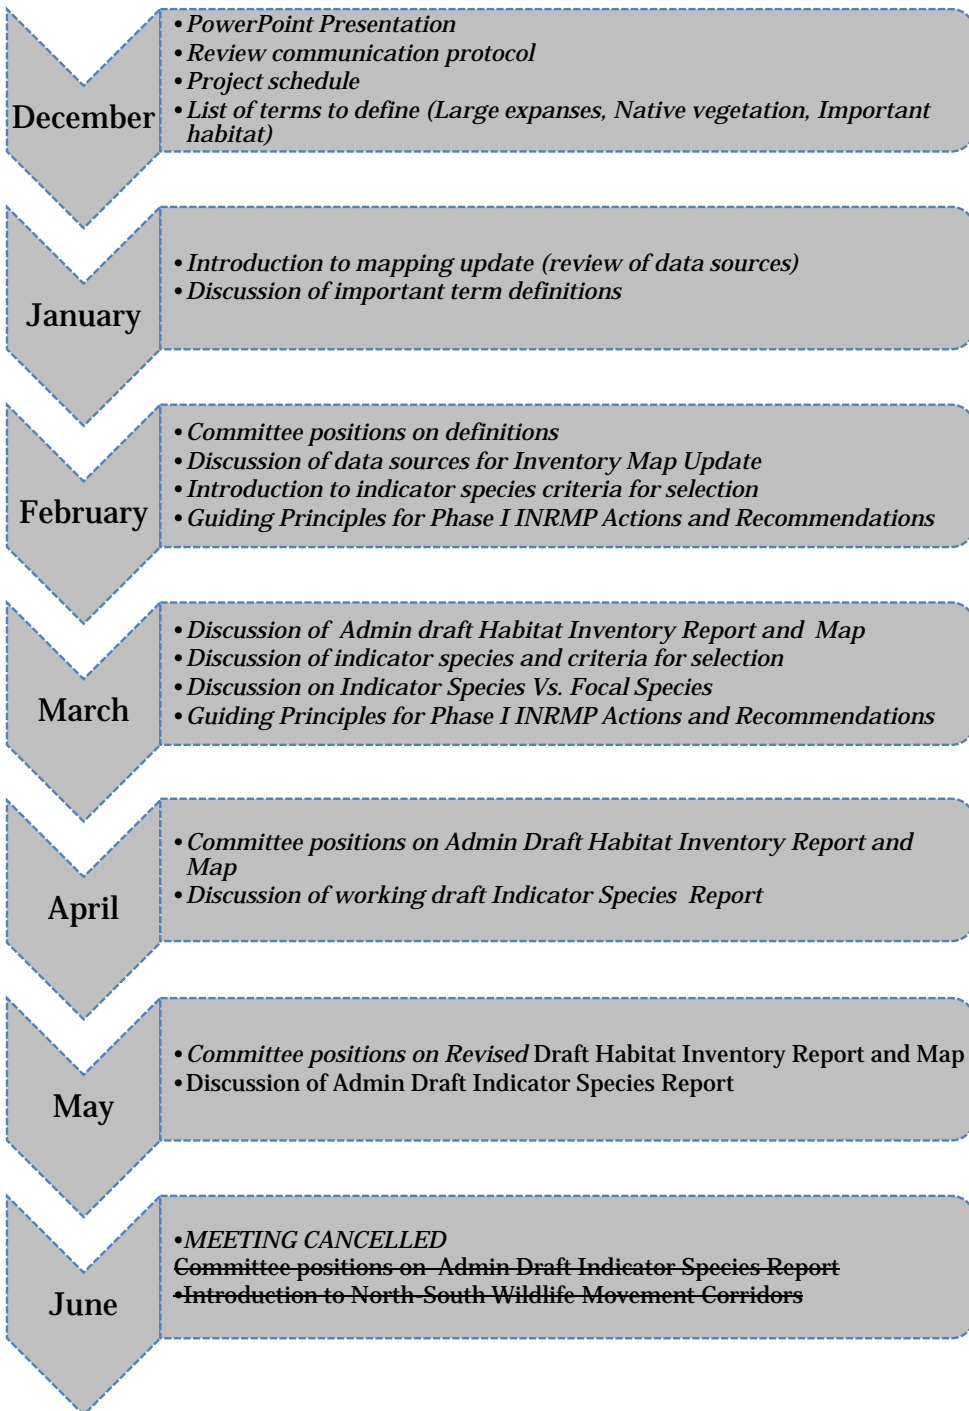 December
•PowerPoint Presentation
•Review communication protocol
•Project schedule
•List of terms to define (Large expanses, Native vegetation, Important
habitat)
January
•Introduction to mapping update (review of data sources)
•Discussion of important term definitions
February
•Committee positions on definitions
•Discussion of data sources for Inventory Map Update
•Introduction to indicator species criteria for selection
•Guiding Principles for Phase I INRMP Actions and Recommendations
March
•Discussion of Admin draft Habitat Inventory Report and Map
•Discussion of indicator species and criteria for selection
•Discussion on Indicator Species Vs. Focal Species
•Guiding Principles for Phase I INRMP Actions and Recommendations
April
•Committee positions on Admin Draft Habitat Inventory Report and
Map
•Discussion of working draft Indicator Species Report
May
•Committee positions on Revised Draft Habitat Inventory Report and Map
•Discussion of Admin Draft Indicator Species Report
June
•MEETING CANCELLED
Committee positions on Admin Draft Indicator Species Report
•Introduction to North-South Wildlife Movement Corridors